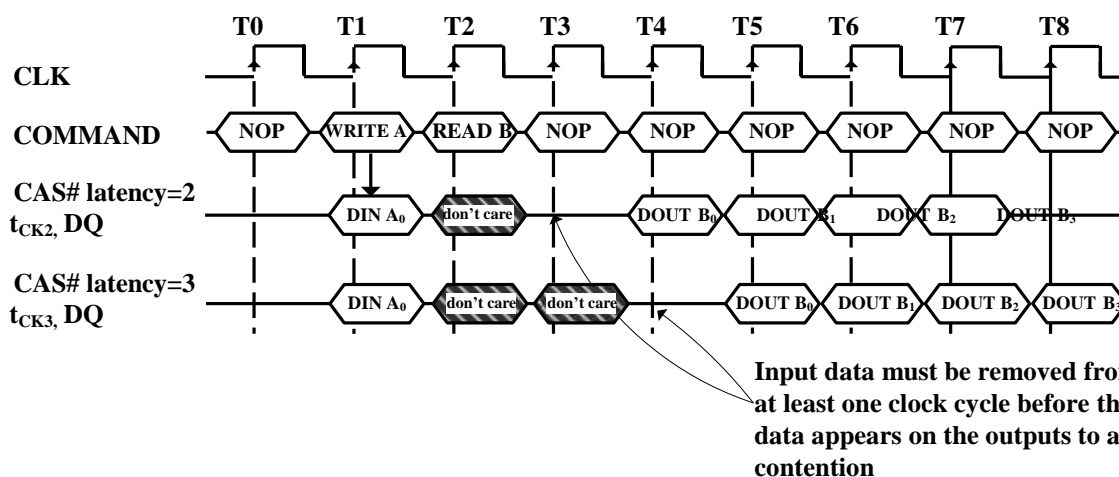 T0 T1 T2 T3 T4 T5 T6 T7 T8
CLK
COMMAND NOP WRITE A READ B NOP NOP NOP NOP NOP NOP
CAS# latency=2
tCK2, DQ DIN A0 don't care DOUT B0 DOUT B1 DOUT B2 DOUT B3
CAS# latency=3
tCK3, DQ DIN A0 don't care don't care DOUT B0 DOUT B1 DOUT B2 DOUT B3
Input data must be removed from
at least one clock cycle before th
data appears on the outputs to a
contention